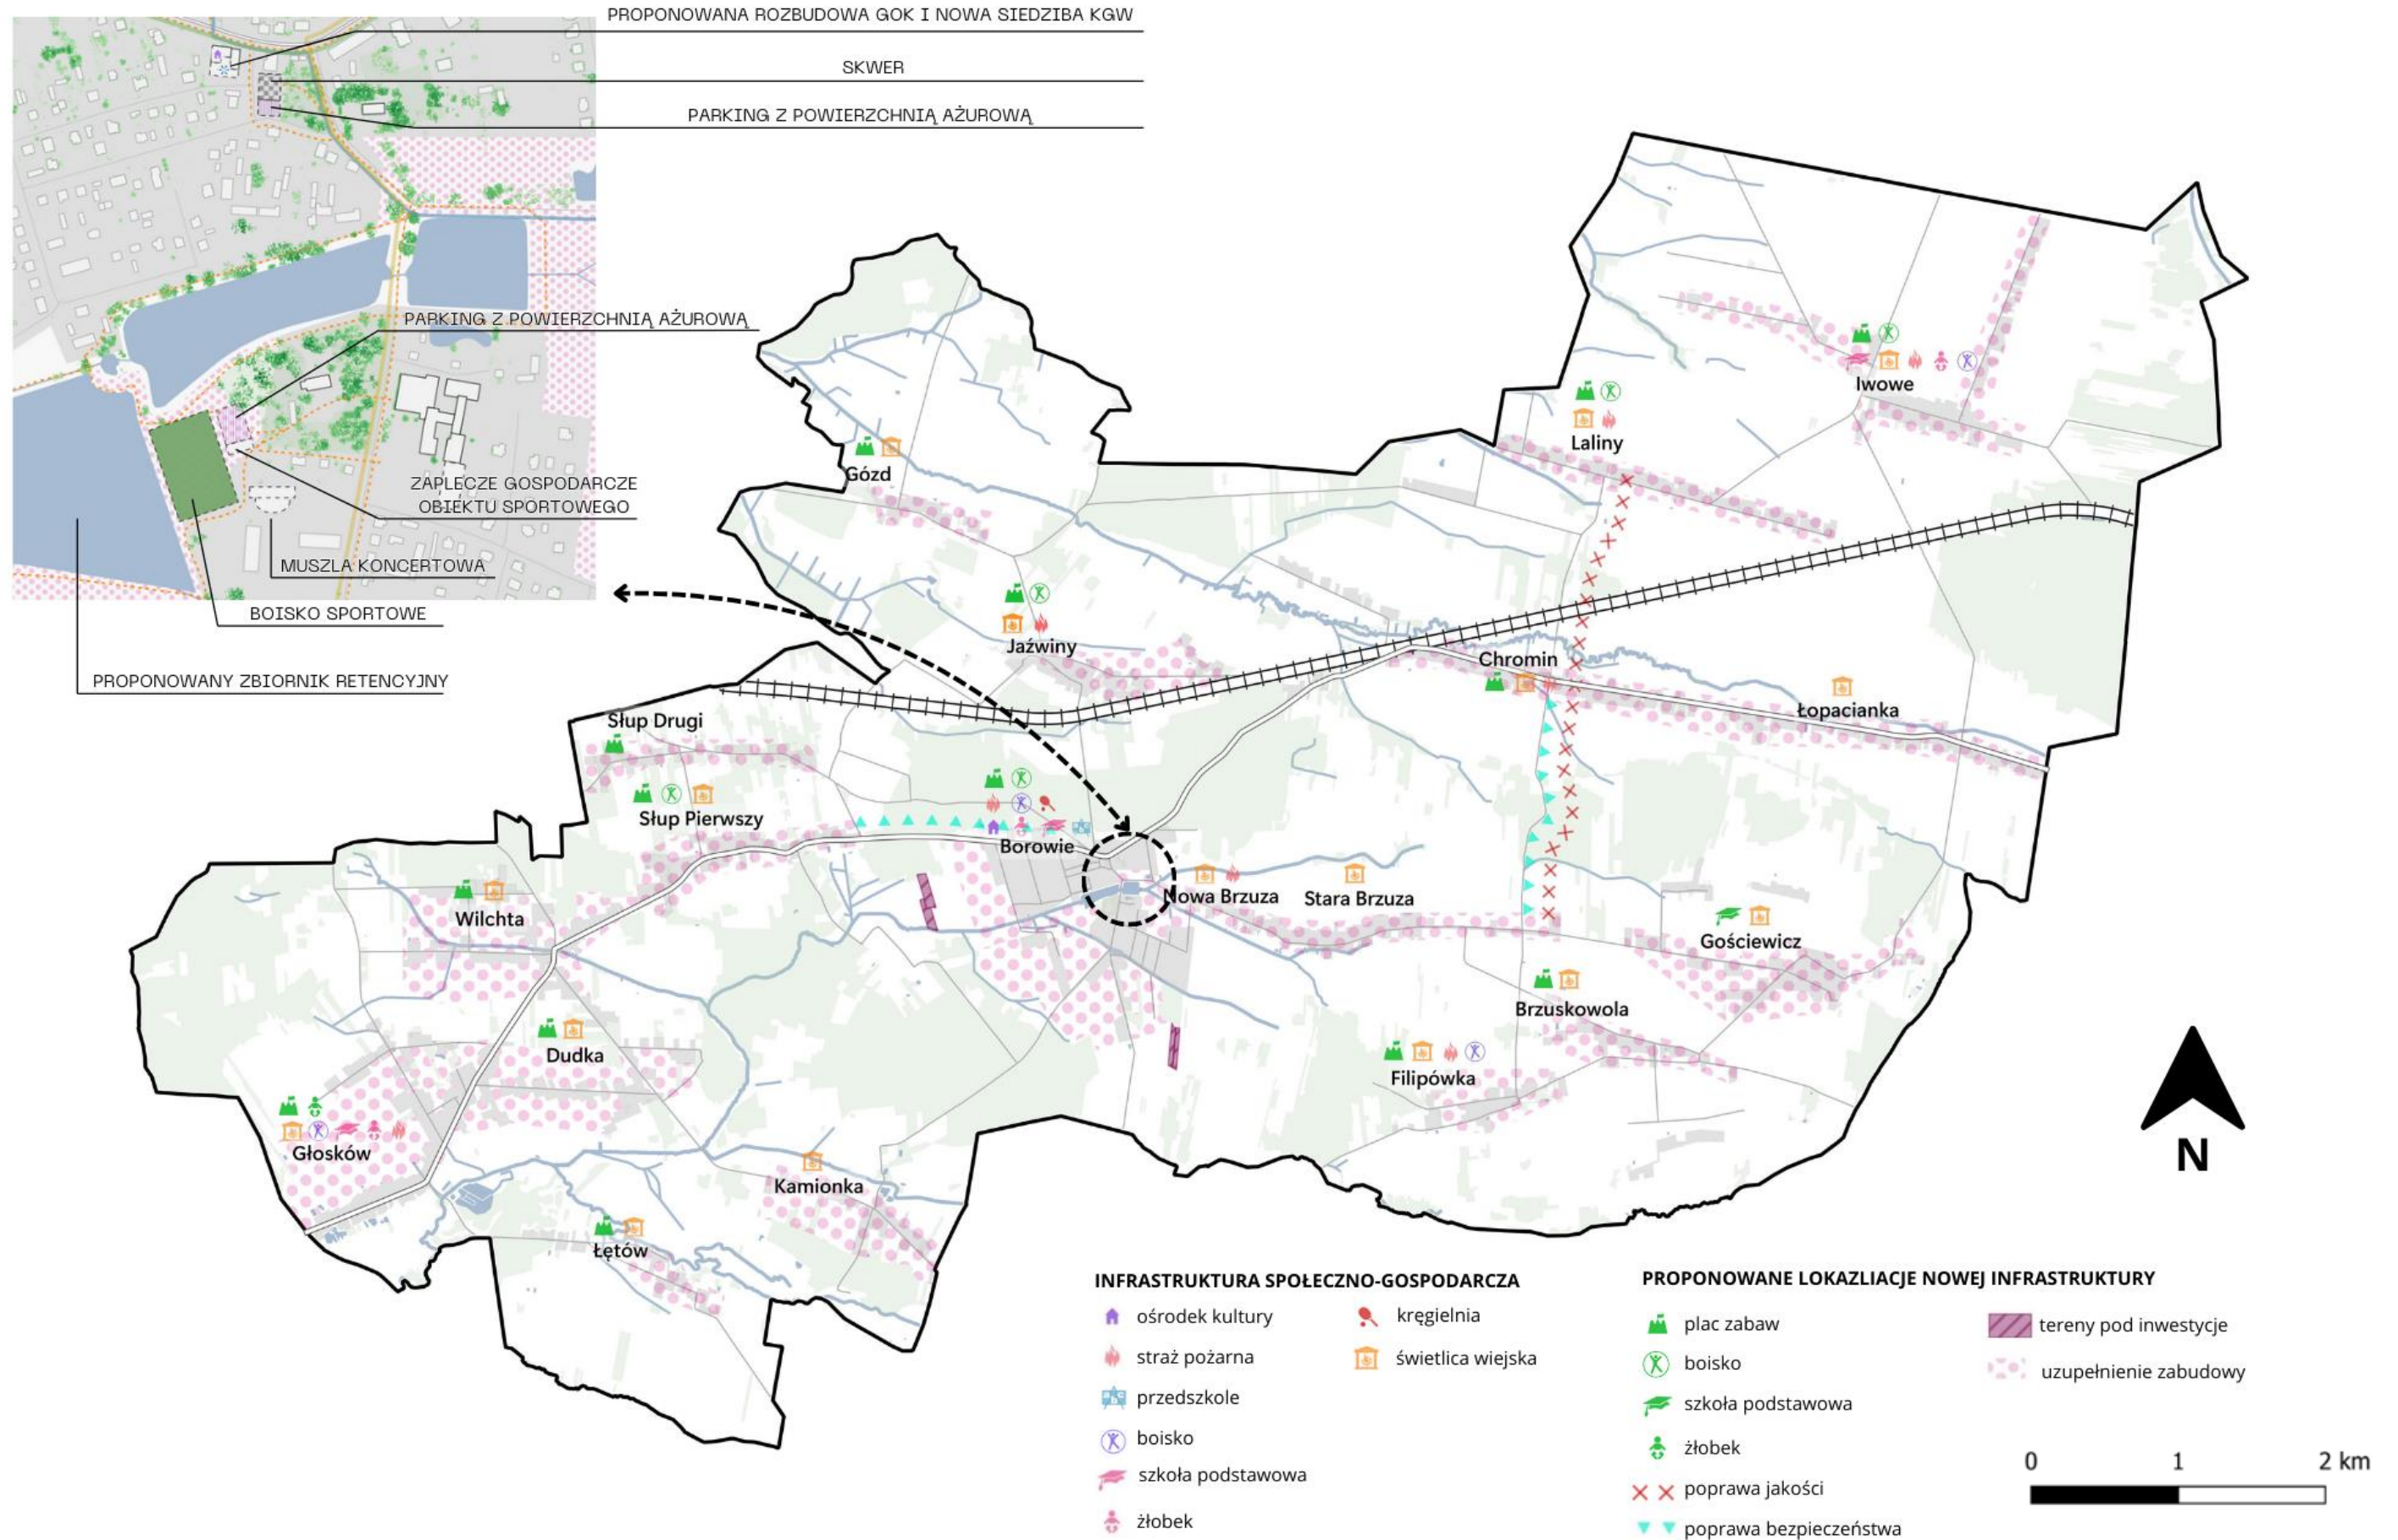 PROPONOWANA ROZBUDOWA GOK I NOWA SIEDZIBA KGW
SKWER
PARKING Z POWIERZCHNIĄ AŻUROWĄ
PARKING Z POWIERZCHNIĄ AŻUROWĄ
ZAPLECZE GOSPODARCZE
OBIEKTU SPORTOWEGO
MUSZLA KONCERTOWA
BOISKO SPORTOWE
PROPONOWANY ZBIORNIK RETENCYJNY
Iwowe
Laliny
Gózd
Jaźwiny
Chromin
Łopacianka
Słup Drugi
Słup Pierwszy
Borowie
Nowa Brzuza
Stara Brzuza
Wilchta
Gościewicz
Brzuskowola
Dudka
Filipówka
Głosków
Kamionka
Łętów
N
INFRASTRUKTURA SPOŁECZNO-GOSPODARCZA
ośrodek kultury
straż pożarna
przedszkole
boisko
szkoła podstawowa
żłobek
kręgielnia
świetlica wiejska
PROPONOWANE LOKAZLIACJE NOWEJ INFRASTRUKTURY
plac zabaw
boisko
szkoła podstawowa
żłobek
poprawa jakości
poprawa bezpieczeństwa
tereny pod inwestycje
uzupełnienie zabudowy
0 1 2 km